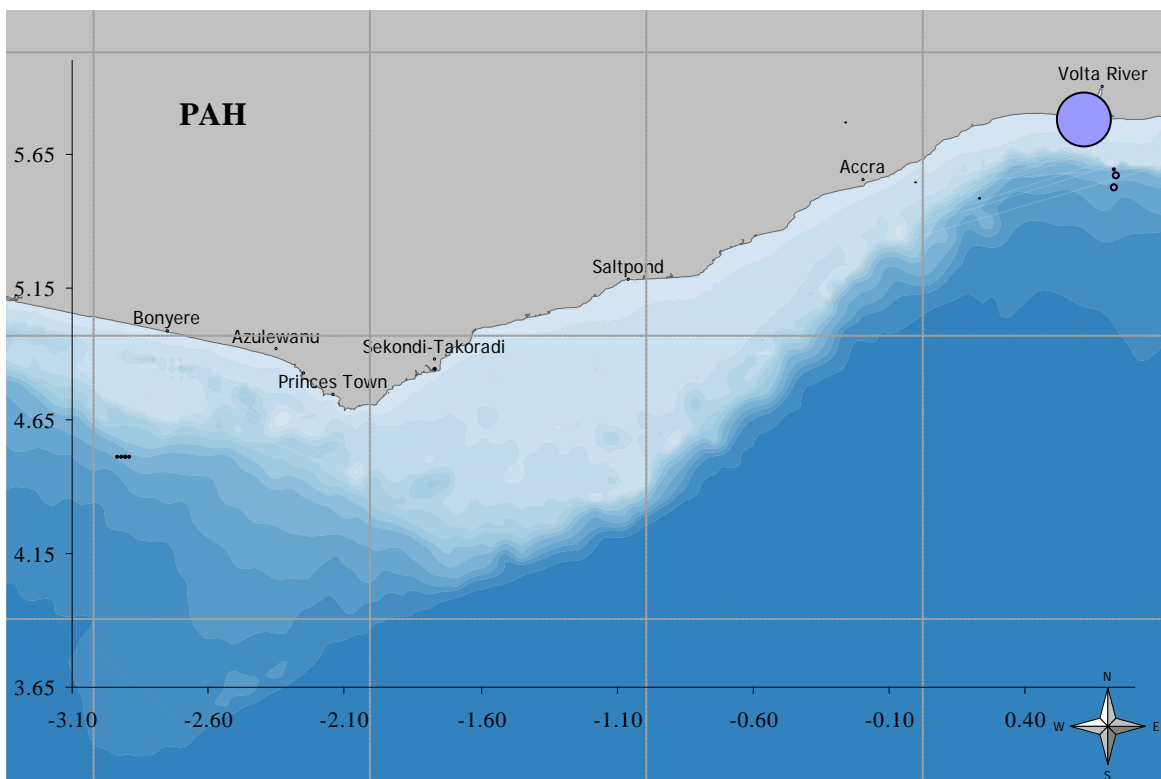 Volta River
PAH
5.65
Accra
Saltpond
5.15
Bonyere
Azulewanu
Sekondi-Takoradi
Princes Town
4.65
4.15
3.65
N
W
E
S
-3.10
-2.60
-2.10
-1.60
-1.10
-0.60
-0.10
0.40